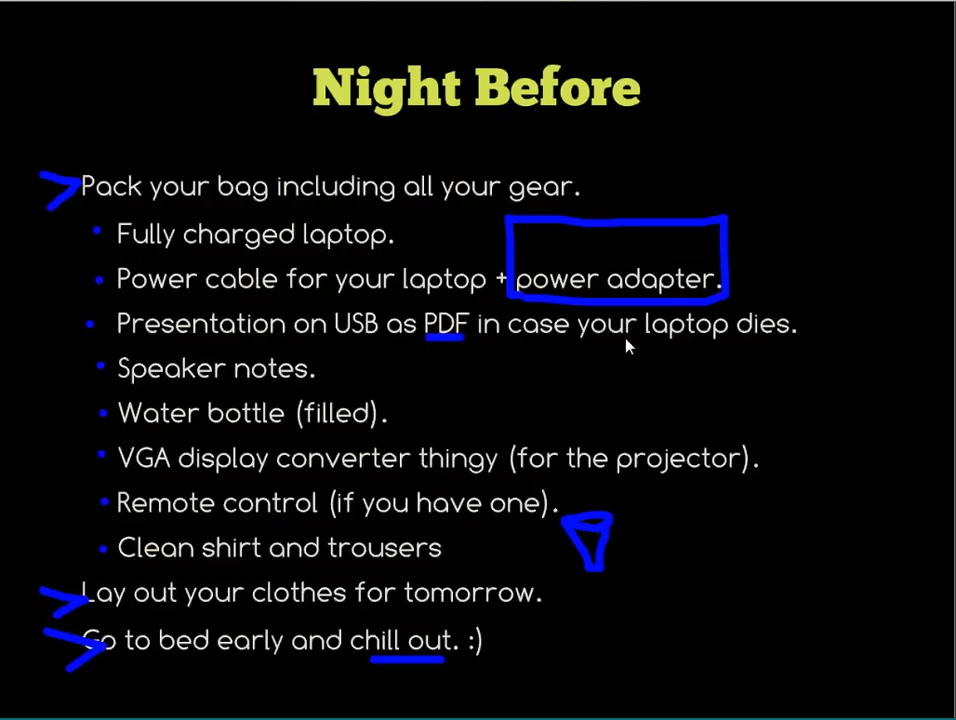 Night Before
Pack your bag including all your gear.
Fully charged laptop.
Power cable for your laptop + power adapter.
Presentation on USB as PDF in case your laptop dies.
Speaker notes.
Water bottle (filled).
VGA display converter thingy (for the projector).
Remote control (if you have one).
Clean shirt and trousers
Lay out your clothes for tomorrow.
Go to bed early and chill out. :)